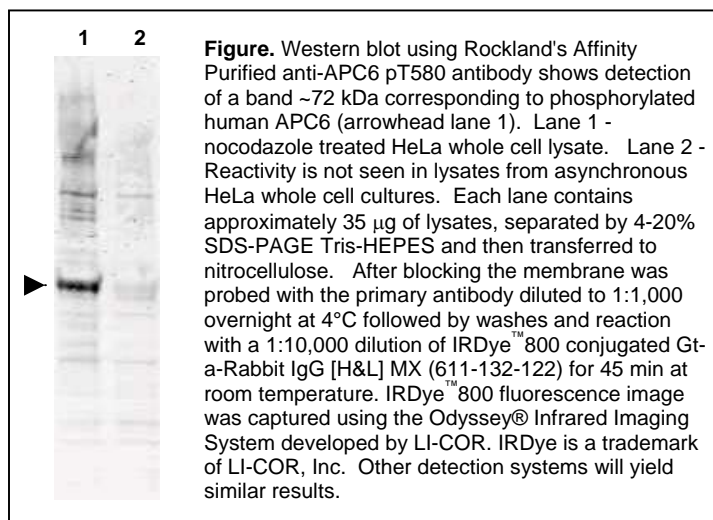 1 2
Figure. Western blot using Rockland's Affinity
Purified anti-APC6 pT580 antibody shows detection
of a band ~72 kDa corresponding to phosphorylated
human APC6 (arrowhead lane 1). Lane 1 -
nocodazole treated HeLa whole cell lysate. Lane 2 -
Reactivity is not seen in lysates from asynchronous
HeLa whole cell cultures. Each lane contains
approximately 35 µg of lysates, separated by 4-20%
SDS-PAGE Tris-HEPES and then transferred to
nitrocellulose. After blocking the membrane was
probed with the primary antibody diluted to 1:1,000
overnight at 4°C followed by washes and reaction
with a 1:10,000 dilution of IRDye™800 conjugated Gt-
a-Rabbit IgG [H&L] MX (611-132-122) for 45 min at
room temperature. IRDye™800 fluorescence image
was captured using the Odyssey® Infrared Imaging
System developed by LI-COR. IRDye is a trademark
of LI-COR, Inc. Other detection systems will yield
similar results.